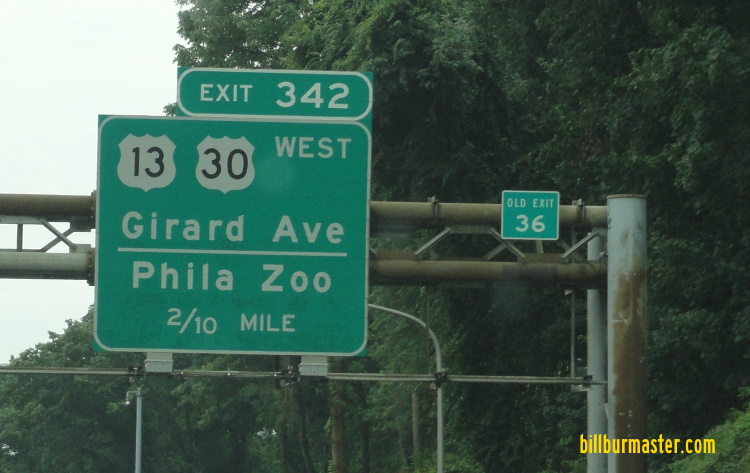 EXIT 342
13 30 WEST
Girard Ave
Phila Zoo
2/10 MILE
OLD EXIT
36
billburmaster.com